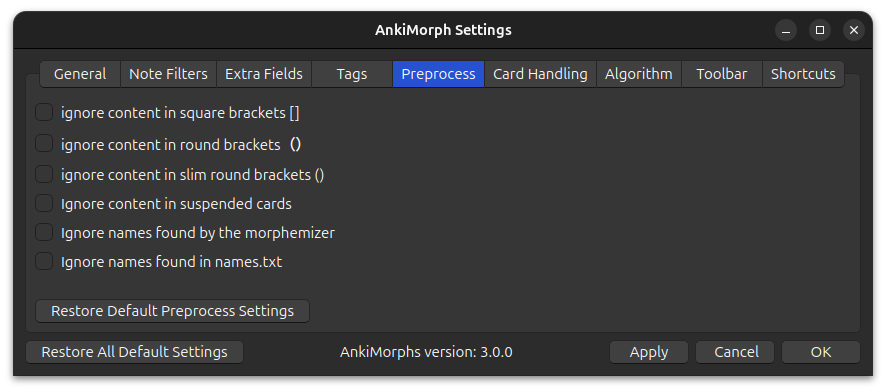 AnkiMorph Settings
General Note Filters Extra Fields Tags Preprocess Card Handling Algorithm Toolbar Shortcuts
ignore content in square brackets []
ignore content in round brackets （）
ignore content in slim round brackets ()
Ignore content in suspended cards
Ignore names found by the morphemizer
Ignore names found in names.txt
Restore Default Preprocess Settings
Restore All Default Settings AnkiMorphs version: 3.0.0 Apply Cancel OK